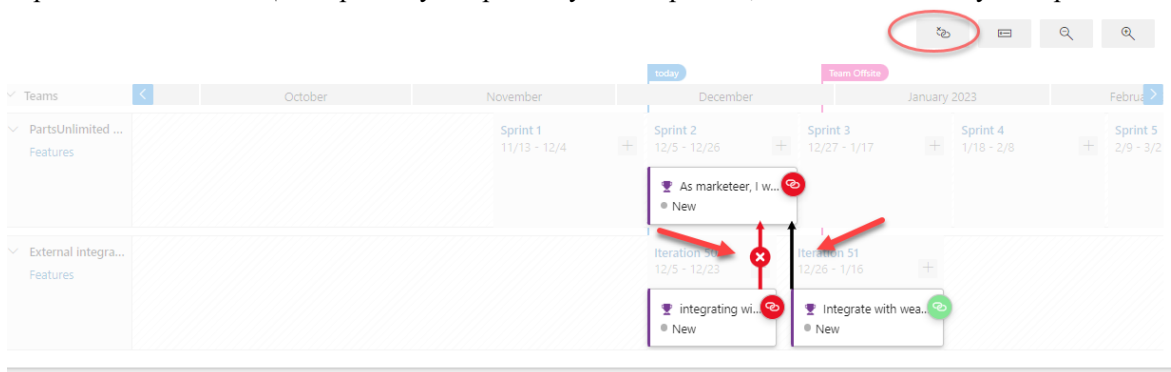 today
Team Offsite
Teams
October
November
December
January 2023
Februa
PartsUnlimited ...
Features
Sprint 1
11/13 - 12/4
Sprint 2
12/5 - 12/26
Sprint 3
12/27 - 1/17
Sprint 4
1/18 - 2/8
Sprint 5
2/9 - 3/2
As marketeer, I w...
New
External integra...
Features
Iteration 50
12/5 - 12/23
Iteration 51
12/26 - 1/16
integrating wi...
New
Integrate with wea...
New